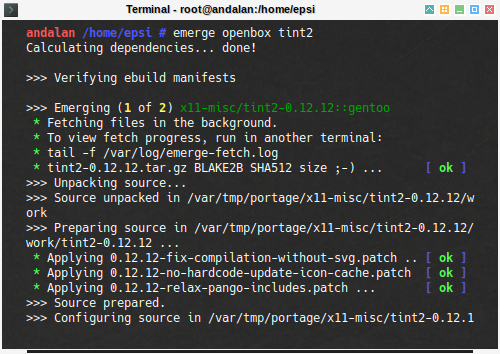 Terminal - root@andalan:/home/epsi
andalan /home/epsi # emerge openbox tint2
Calculating dependencies... done!
>>> Verifying ebuild manifests
>>> Emerging (1 of 2) x11-misc/tint2-0.12.12::gentoo
* Fetching files in the background.
* To view fetch progress, run in another terminal:
* tail -f /var/log/emerge-fetch.log
* tint2-0.12.12.tar.gz BLAKE2B SHA512 size ;-) ... [ ok ]
>>> Unpacking source...
>>> Source unpacked in /var/tmp/portage/x11-misc/tint2-0.12.12/w
ork
>>> Preparing source in /var/tmp/portage/x11-misc/tint2-0.12.12/
work/tint2-0.12.12 ...
* Applying 0.12.12-fix-compilation-without-svg.patch .. [ ok ]
* Applying 0.12.12-no-hardcode-update-icon-cache.patch [ ok ]
* Applying 0.12.12-relax-pango-includes.patch ... [ ok ]
>>> Source prepared.
>>> Configuring source in /var/tmp/portage/x11-misc/tint2-0.12.1